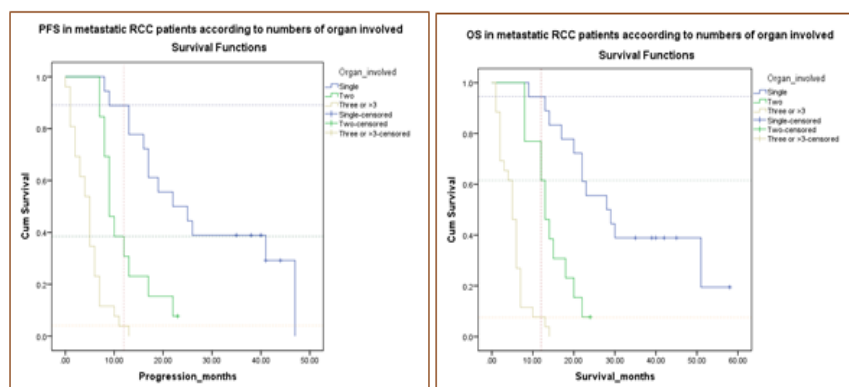 PFS in metastatic RCC patients according to numbers of organ involved
Survival Functions
Organ_involved
Single
Two
Three or >3
Single-censored
Two-censored
Three or >3-censored
Cum Survival
1.0
0.8
0.6
0.4
0.2
0.0
.00
10.00
20.00
30.00
40.00
50.00
Progression_months
OS in metastatic RCC patients accoording to numbers of organ involved
Survival Functions
Organ_involved
Single
Two
Three or >3
Single-censored
Two-censored
Three or >3-censored
Cum Survival
1.0
0.8
0.6
0.4
0.2
0.0
.00
10.00
20.00
30.00
40.00
50.00
60.00
Survival_months